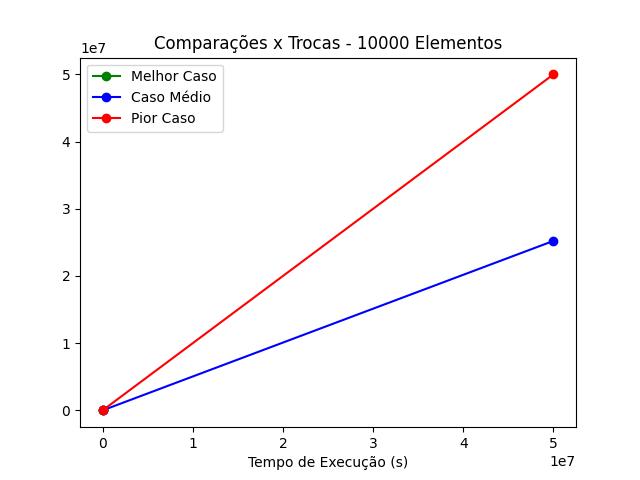 Comparações x Trocas - 10000 Elementos
1e7
5
4
3
2
1
0
Melhor Caso
Caso Médio
Pior Caso
0 1 2 3 4 5
1e7
Tempo de Execução (s)